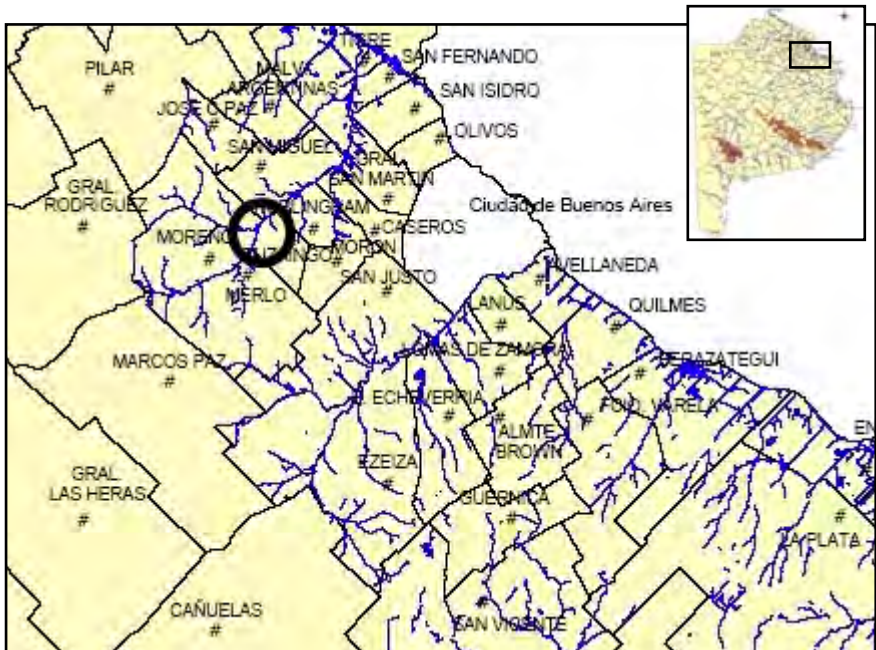 TIGRE
SAN FERNANDO
PILAR
#
MALV
ARGENTINAS
#
SAN ISIDRO
JOSE C PAZ
#
OLIVOS
SAN MIGUEL
#
GRAL
SAN MARTIN
#
GRAL
RODRIGUEZ
#
Ciudad de Buenos Aires
#
CASEROS
MORENO
#
MORON
SAN JUSTO
#
AVELLANEDA
MERLO
LANUS
#
QUILMES
LOMAS DE ZAMORA
#
BERAZATEGUI
MARCOS PAZ
#
ECHEVERRIA
#
FCIO. VARELA
ALMTE
BROWN
EN
EZEIZA
#
GRAL
LAS HERAS
#
GUERNICA
#
#
LA PLATA
CAÑUELAS
#
SAN VICENTE